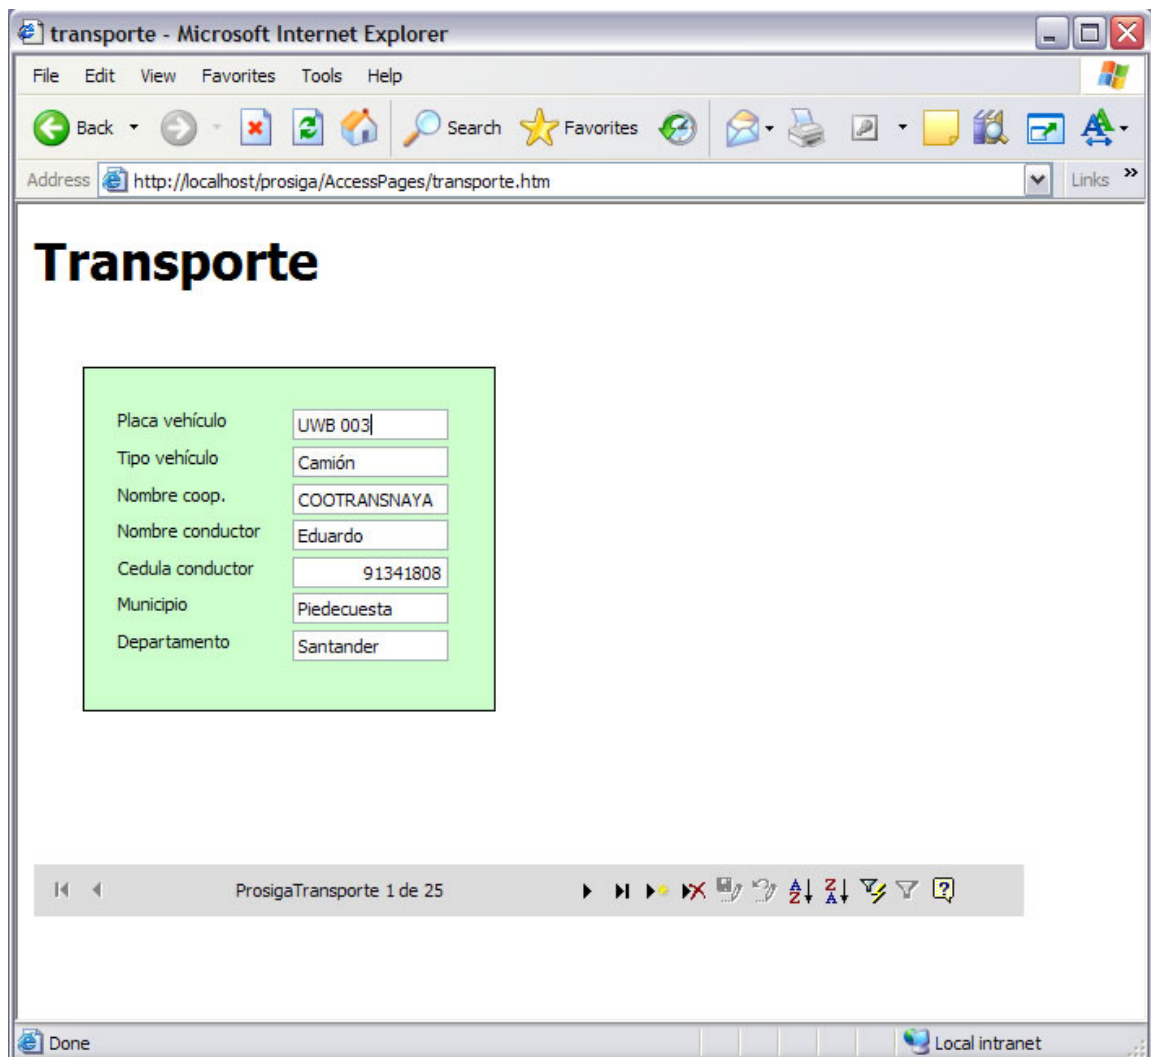 transporte - Microsoft Internet Explorer
File Edit View Favorites Tools Help
Back Search Favorites
Address http://localhost/prosiga/AccessPages/transporte.htm Links »
Transporte
Placa vehículo UWB 003
Tipo vehículo Camión
Nombre coop. COOTRANSNAYA
Nombre conductor Eduardo
Cedula conductor 91341808
Municipio Piedecuesta
Departamento Santander
ProsigaTransporte 1 de 25
Done Local intranet